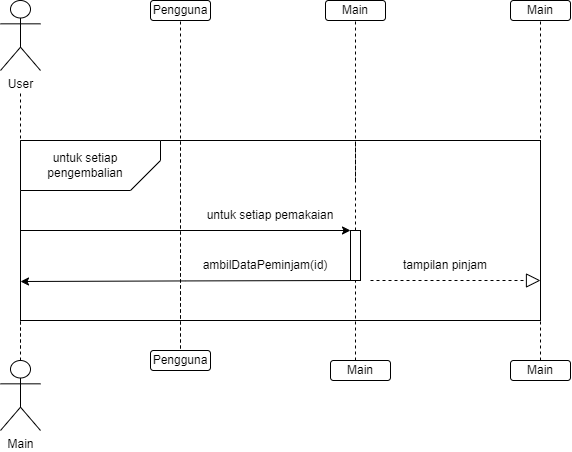 Pengguna
Main
Main
User
untuk setiap
pengembalian
untuk setiap pemakaian
ambilDataPeminjam(id)
tampilan pinjam
Pengguna
Main
Main
Main